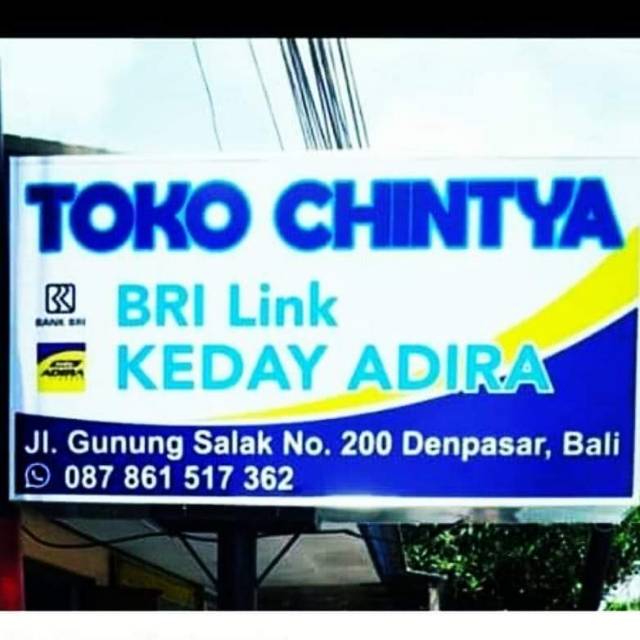 TOKO CHINTYA
BANK BRI
BRI Link
ADIRA
KEDAY ADIRA
Jl. Gunung Salak No. 200 Denpasar, Bali
087 861 517 362